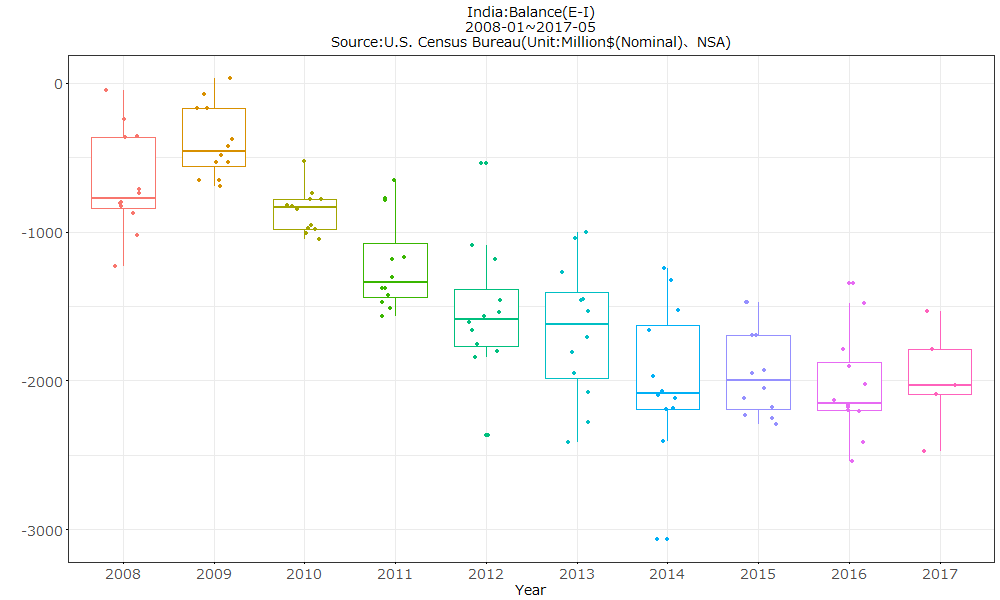 India:Balance(E-I)
2008-01~2017-05
Source:U.S. Census Bureau(Unit:Million$(Nominal)、NSA)
0
-1000
-2000
-3000
2008 2009 2010 2011 2012 2013 2014 2015 2016 2017
Year